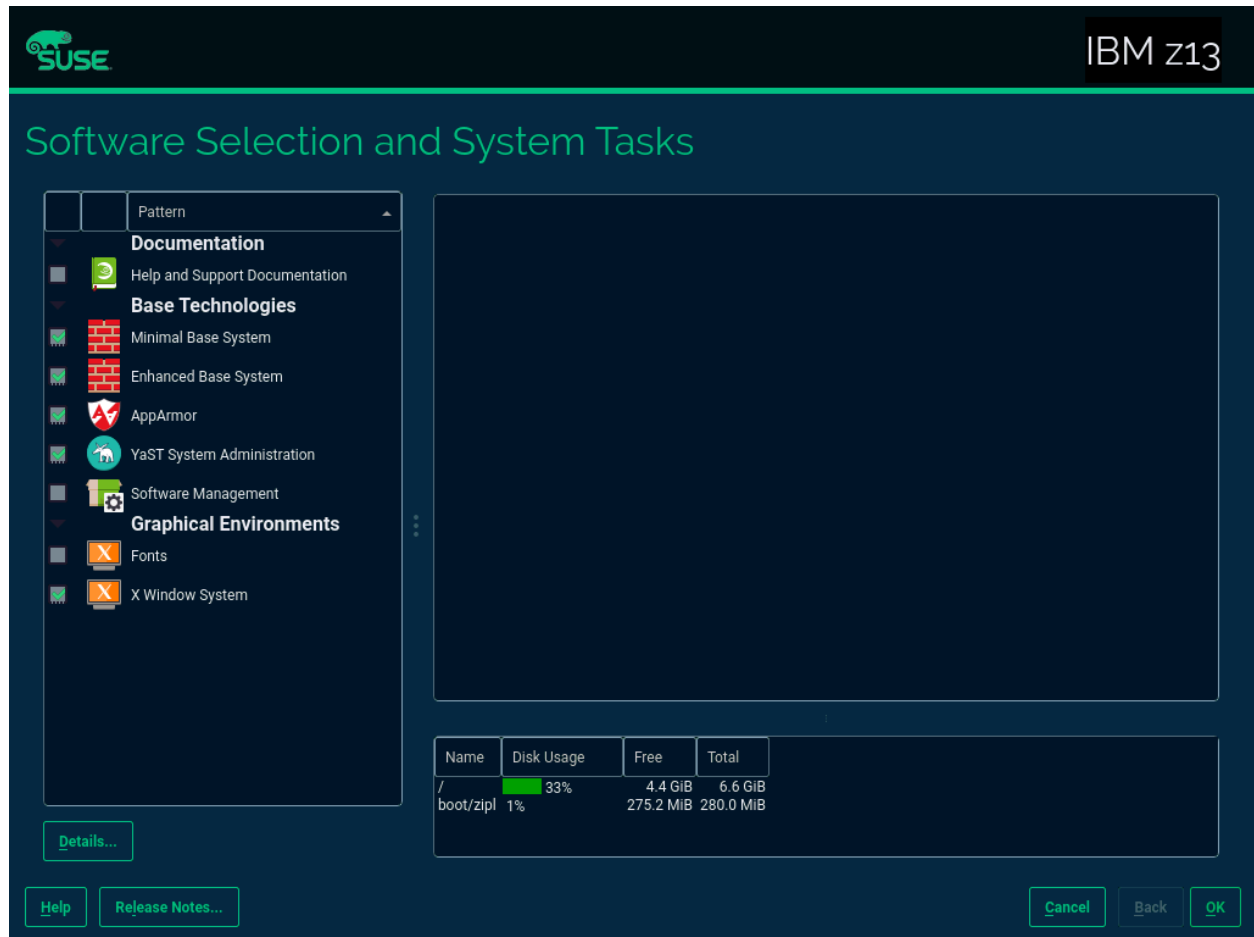 SUSE
IBM z13
Software Selection and System Tasks
Pattern
Documentation
Help and Support Documentation
Base Technologies
Minimal Base System
Enhanced Base System
AppArmor
YaST System Administration
Software Management
Graphical Environments
Fonts
X Window System
Name Disk Usage Free Total
/ 33% 4.4 GiB 6.6 GiB
boot/zipl 1% 275.2 MiB 280.0 MiB
Details...
Help Release Notes... Cancel Back OK